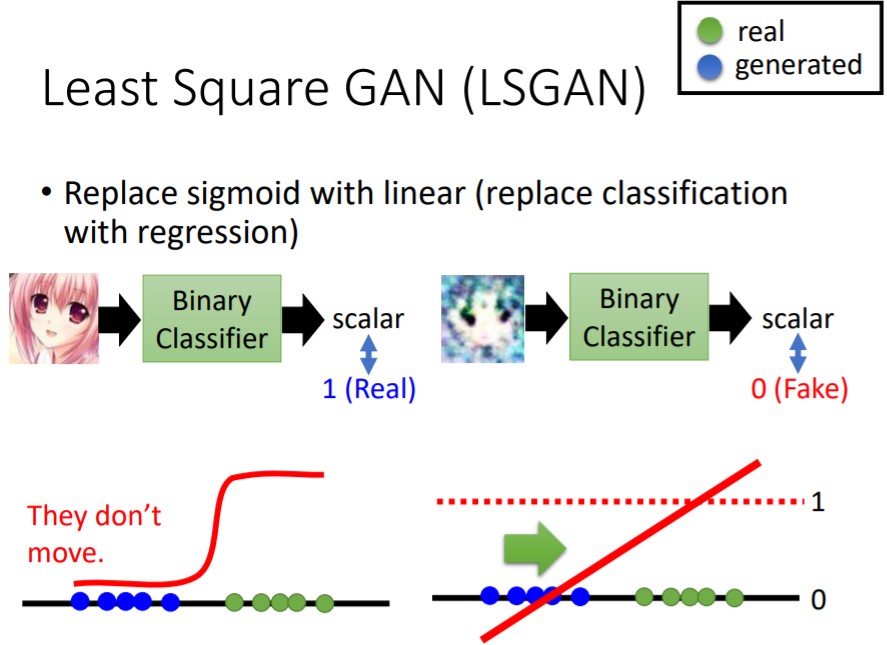 real
generated
Least Square GAN (LSGAN)
• Replace sigmoid with linear (replace classification
with regression)
Binary
Classifier
scalar
1 (Real)
Binary
Classifier
scalar
0 (Fake)
They don’t
move.
1
0